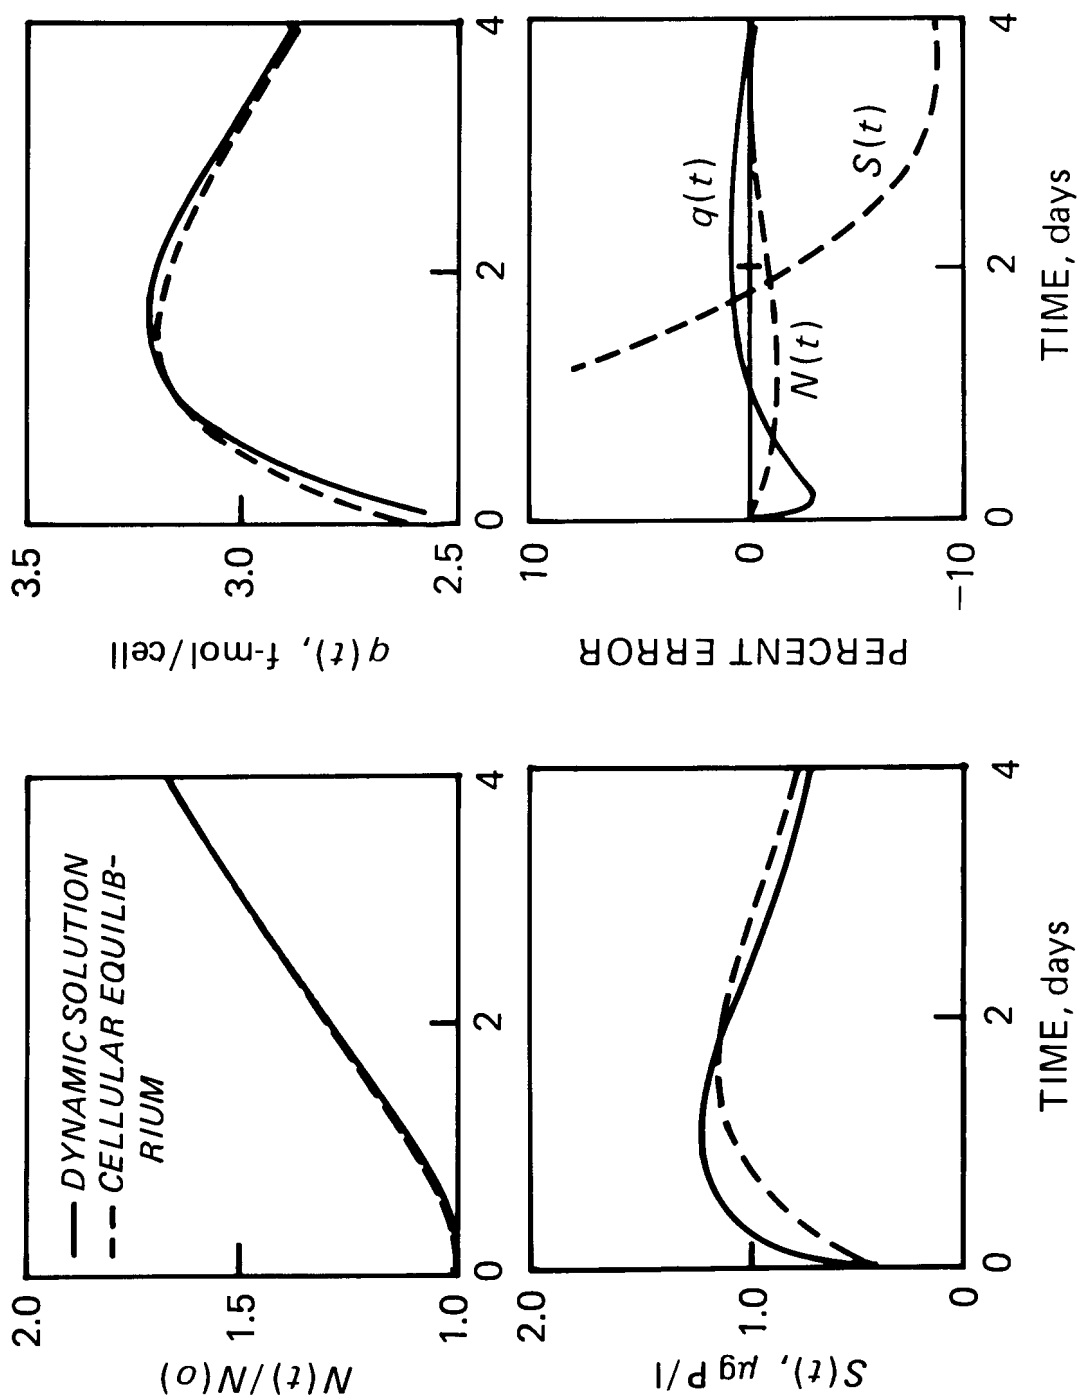 2.0
1.5
1.0
N(t)/N(o)
— DYNAMIC SOLUTION
-- CELLULAR EQUILIB-
RIUM
0
2
4
3.5
3.0
2.5
q(t), f-mol/cell
0
2
4
2.0
1.0
0
S(t), µg P/l
0
2
4
TIME, days
10
0
-10
PERCENT ERROR
N(t)
q(t)
S(t)
0
2
4
TIME, days